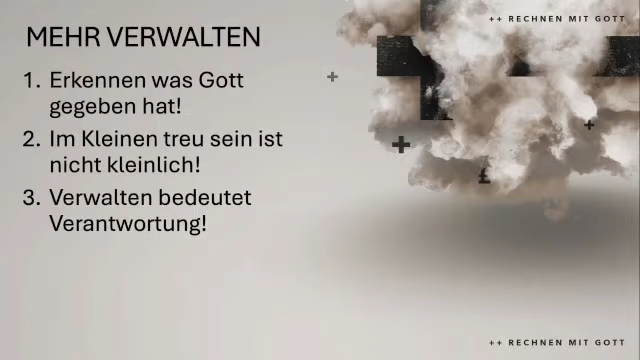 ++ RECHNEN MIT GOTT
MEHR VERWALTEN
1. Erkennen was Gott
gegeben hat!
2. Im Kleinen treu sein ist
nicht kleinlich!
3. Verwalten bedeutet
Verantwortung!
++ RECHNEN MIT GOTT